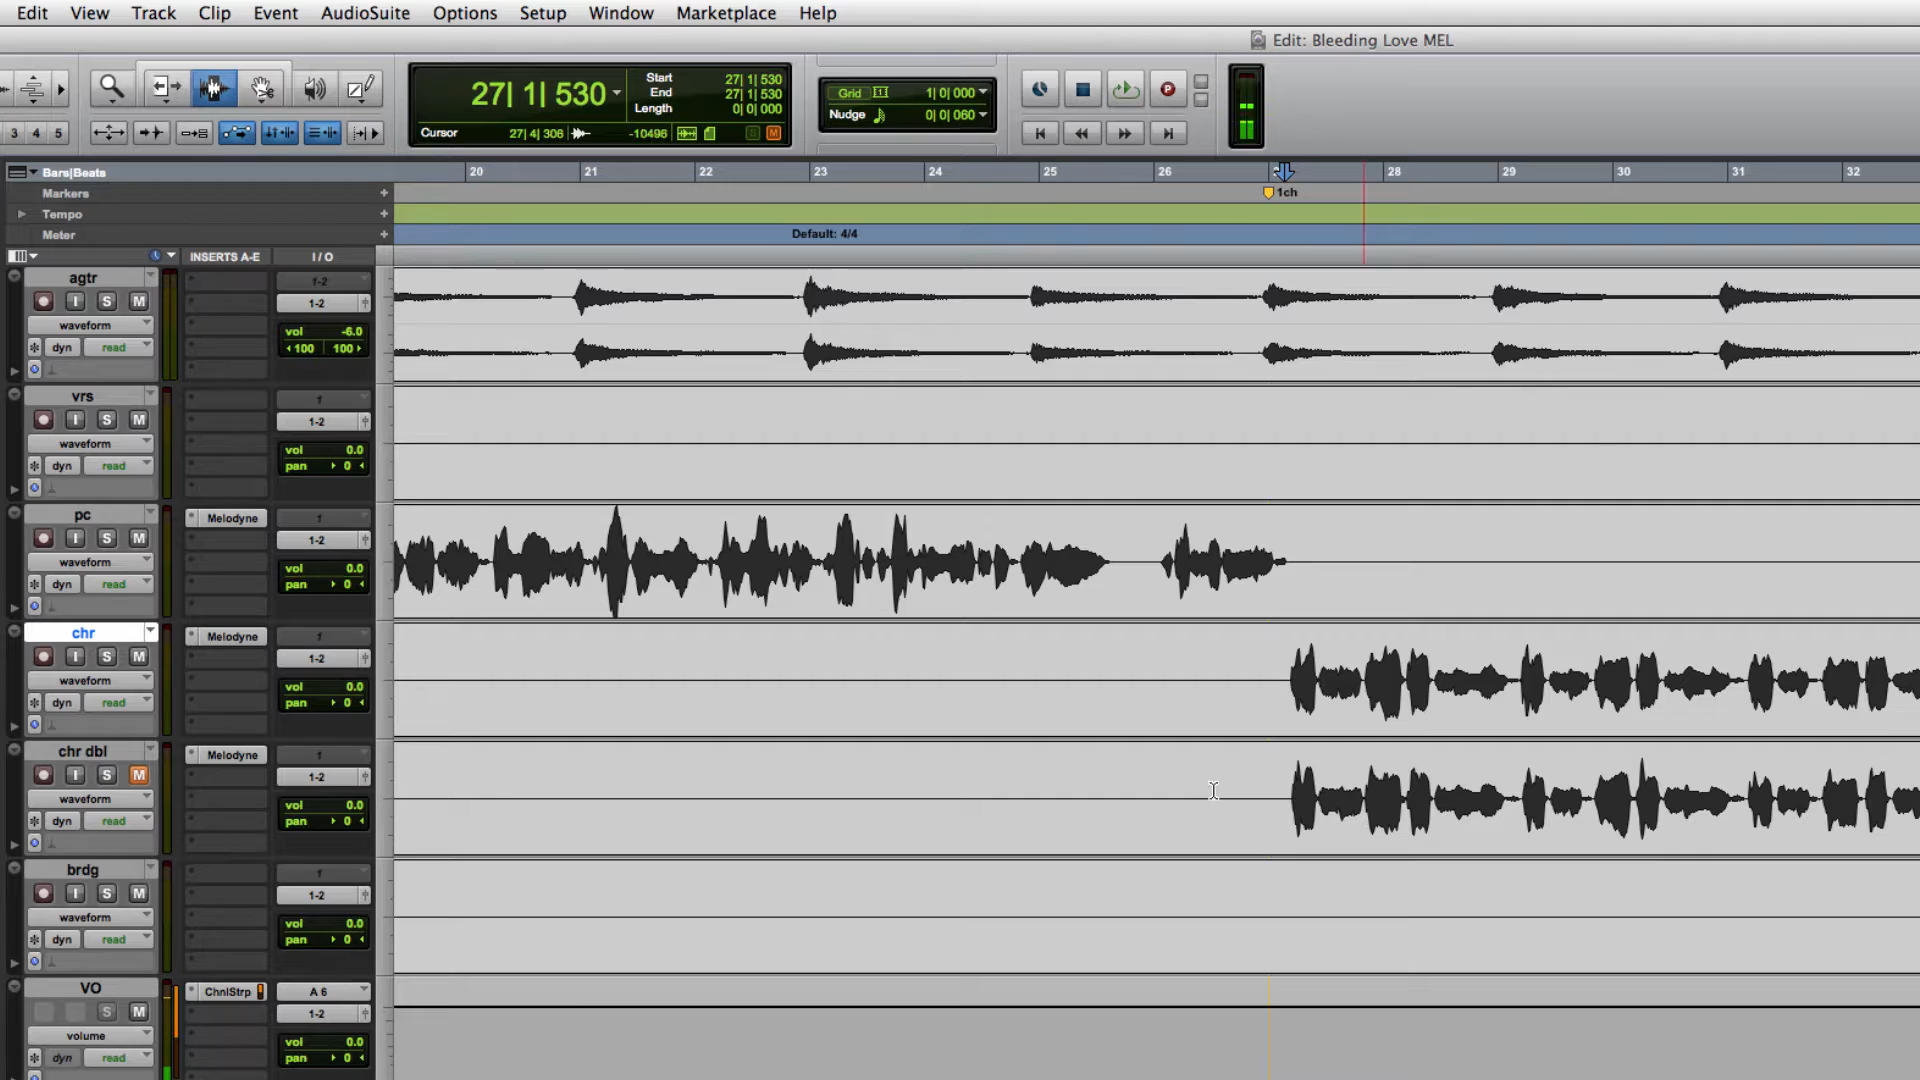 Edit View Track Clip Event AudioSuite Options Setup Window Marketplace Help
Edit: Bleeding Love MEL
27| 1| 530
Start 27| 1| 530
End 27| 1| 530
Length 0| 0| 000
Cursor 27| 4| 306 -10496 S M
Grid 1| 0| 000
Nudge 0| 0| 060
P
3 4 5
Bars|Beats 20 21 22 23 24 25 26 28 29 30 31 32
Markers + 1ch
Tempo +
Meter + Default: 4/4
INSERTS A-E I / O
agtr
1-2
I S M
1-2
waveform
vol -6.0
dyn read
100 100
vrs
1
I S M
1-2
waveform
vol 0.0
dyn read
pan 0
pc
Melodyne 1
I S M
1-2
waveform
vol 0.0
dyn read
pan 0
chr
Melodyne 1
I S M
1-2
waveform
vol 0.0
dyn read
pan 0
chr dbl
Melodyne 1
I S M
1-2
waveform
vol 0.0
dyn read
pan 0
brdg
1
I S M
1-2
waveform
vol 0.0
dyn read
pan 0
VO
ChnlStrp A 6
S M
1-2
volume
vol 0.0
dyn read
pan 0